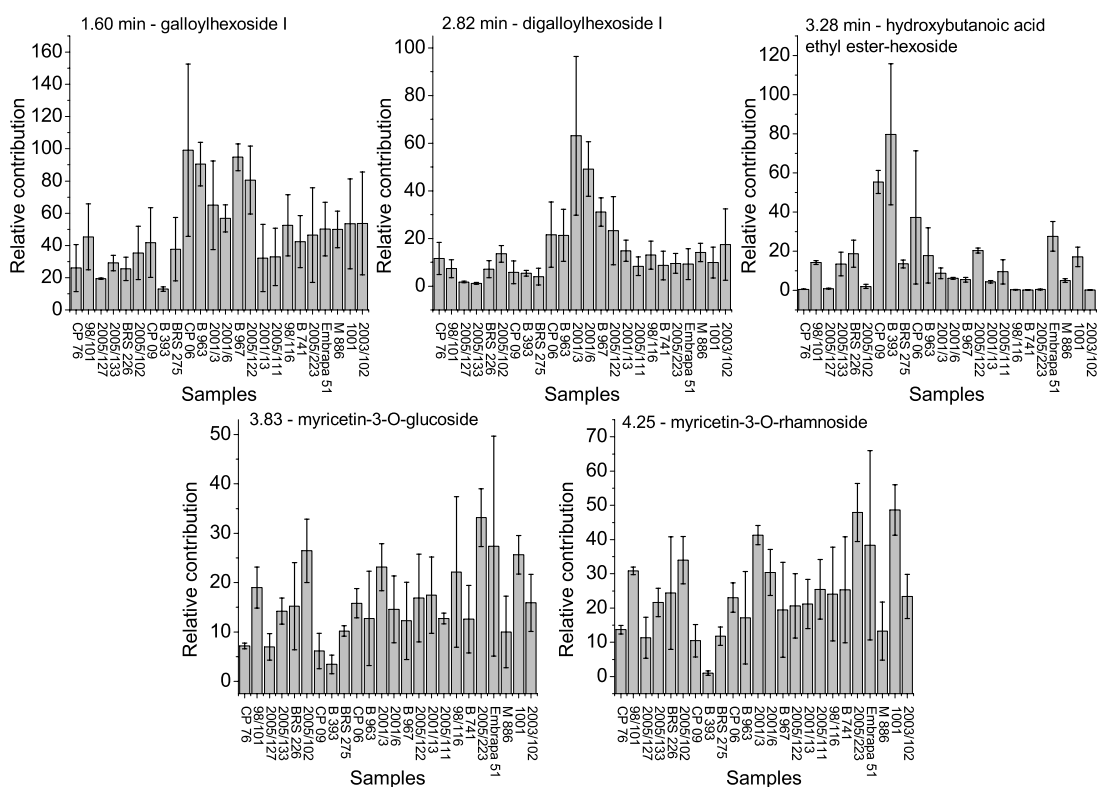 1.60 min - galloylhexoside I
160
140
120
100
80
60
40
20
0
Relative contribution
CP 76
98/101
2005/127
2005/133
BRS 226
2005/102
CP 09
B 393
BRS 275
CP 06
B 963
2001/3
2001/6
B 967
2005/122
2001/13
2005/111
98/116
B 741
2005/223
Embrapa 51
M 886
1001
2003/102
Samples
2.82 min - digalloylhexoside I
100
80
60
40
20
0
Relative contribution
CP 76
98/101
2005/127
2005/133
BRS 226
2005/102
CP 09
B 393
BRS 275
CP 06
B 963
2001/3
2001/6
B 967
2005/122
2001/13
2005/111
98/116
B 741
2005/223
Embrapa 51
M 886
1001
2003/102
Samples
3.28 min - hydroxybutanoic acid
ethyl ester-hexoside
120
100
80
60
40
20
0
Relative contribution
CP 76
98/101
2005/127
2005/133
BRS 226
2005/102
CP 09
B 393
BRS 275
CP 06
B 963
2001/3
2001/6
B 967
2005/122
2001/13
2005/111
98/116
B 741
2005/223
Embrapa 51
M 886
1001
2003/102
Samples
3.83 - myricetin-3-O-glucoside
50
40
30
20
10
0
Relative contribution
CP 76
98/101
2005/127
2005/133
BRS 226
2005/102
CP 09
B 393
BRS 275
CP 06
B 963
2001/3
2001/6
B 967
2005/122
2001/13
2005/111
98/116
B 741
2005/223
Embrapa 51
M 886
1001
2003/102
Samples
4.25 - myricetin-3-O-rhamnoside
70
60
50
40
30
20
10
0
Relative contribution
CP 76
98/101
2005/127
2005/133
BRS 226
2005/102
CP 09
B 393
BRS 275
CP 06
B 963
2001/3
2001/6
B 967
2005/122
2001/13
2005/111
98/116
B 741
2005/223
Embrapa 51
M 886
1001
2003/102
Samples